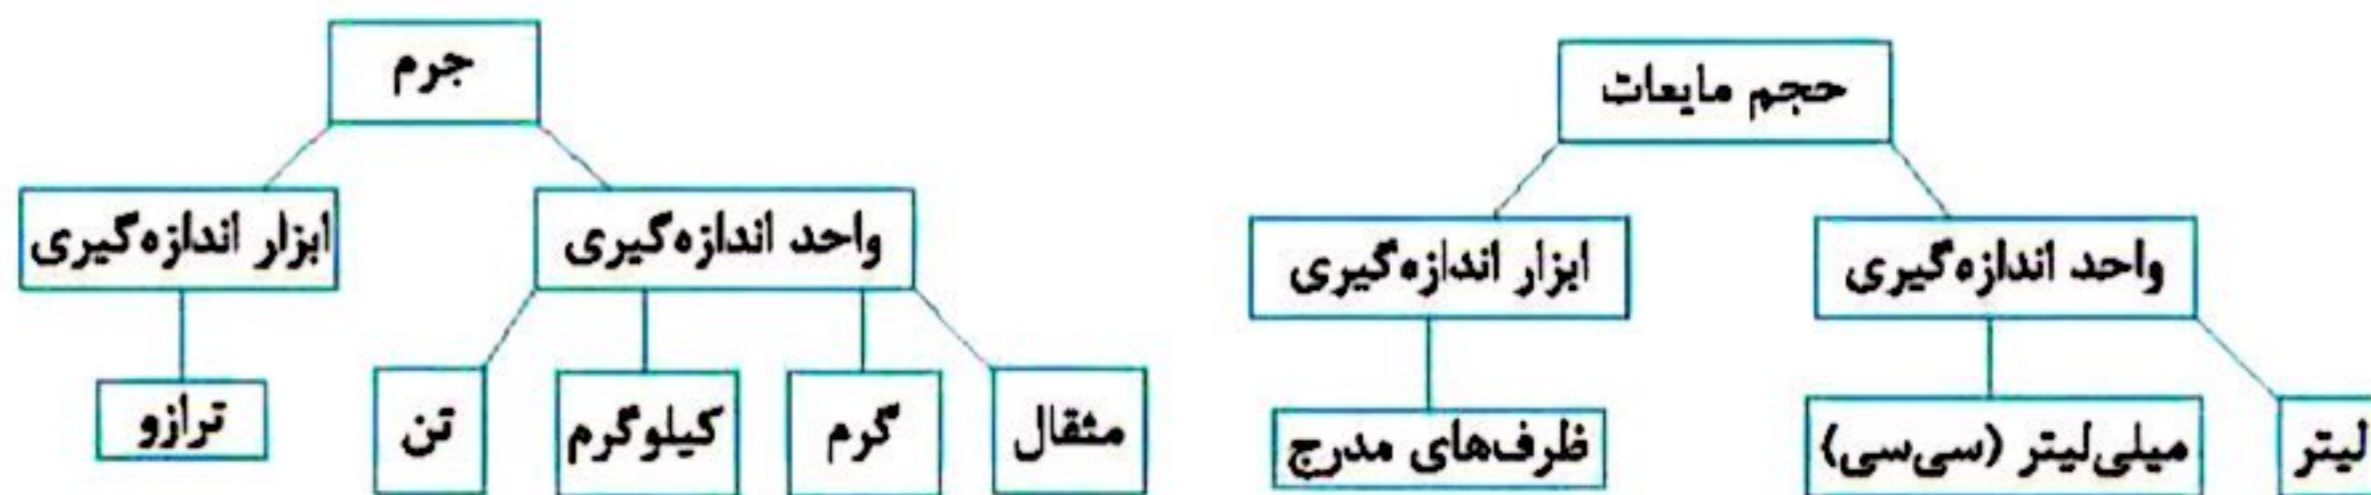 حجم مایعات
واحد اندازه‌گیری
ابزار اندازه‌گیری
لیتر
میلی‌لیتر (سی‌سی)
ظرف‌های مدرج
جرم
واحد اندازه‌گیری
ابزار اندازه‌گیری
مثقال
گرم
کیلوگرم
تن
ترازو